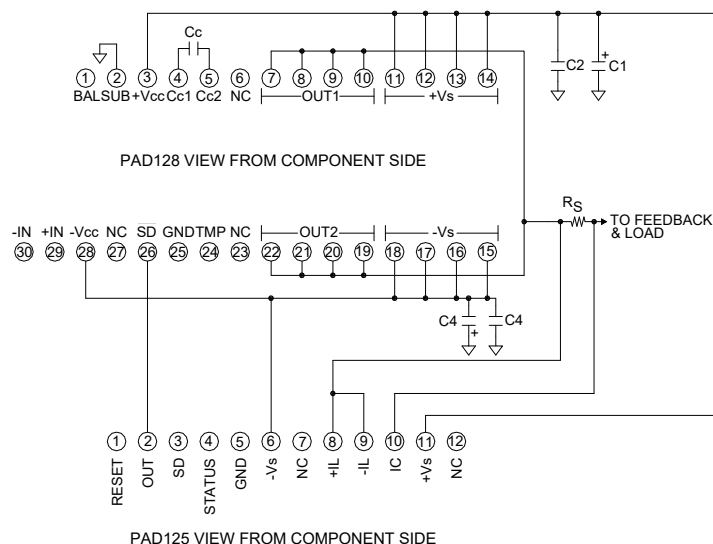 Cc
C2
+
C1
1 2 3 4 5 6 7 8 9 10 11 12 13 14
BAL SUB +Vcc Cc1 Cc2 NC OUT1 +Vs
PAD128 VIEW FROM COMPONENT SIDE
RS
TO FEEDBACK
& LOAD
-IN +IN -Vcc NC SD GND TMP NC OUT2 -Vs
30 29 28 27 26 25 24 23 22 21 20 19 18 17 16 15
C4
+
C4
1 2 3 4 5 6 7 8 9 10 11 12
RESET
OUT
SD
STATUS
GND
-Vs
NC
+IL
-IL
IC
+Vs
NC
PAD125 VIEW FROM COMPONENT SIDE